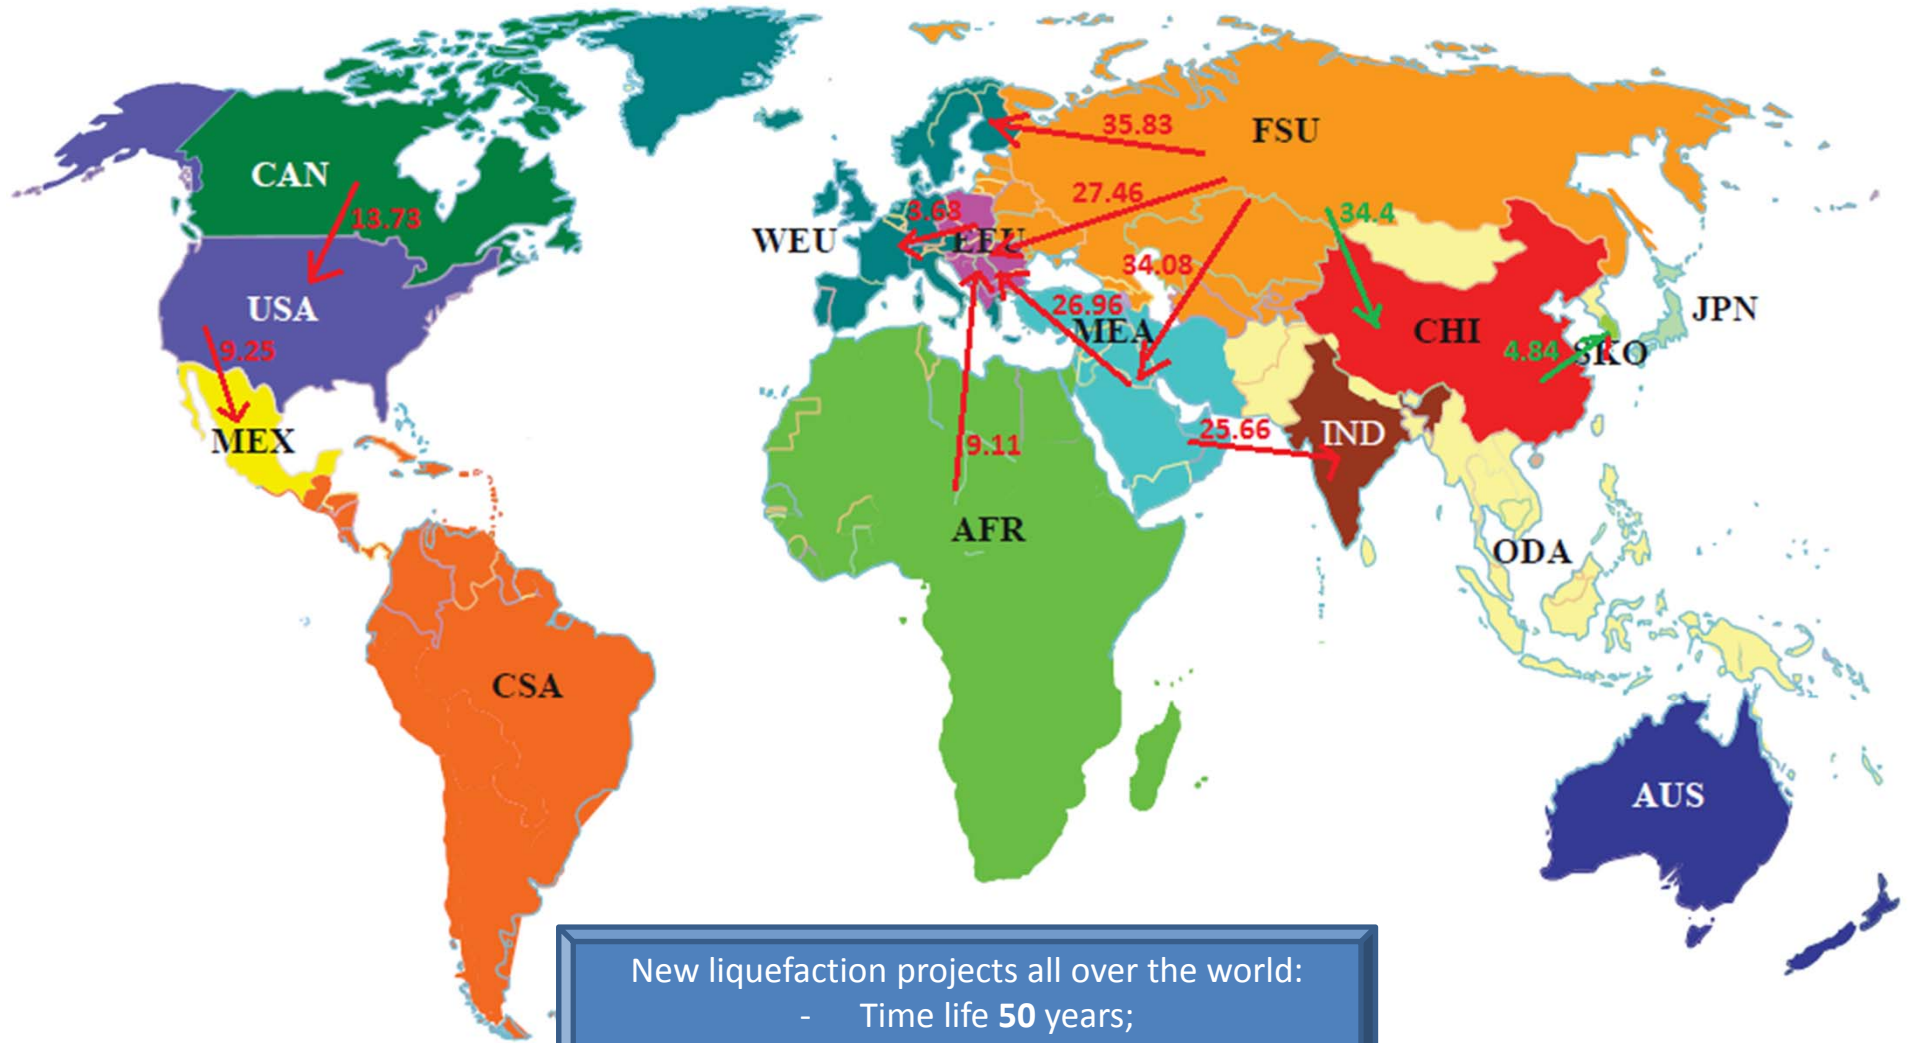 CAN
13.73
USA
9.25
MEX
CSA
35.83
FSU
27.46
3.68
WEU
EEU
34.4
34.08
26.96
MEA
CHI
JPN
4.84
SKO
25.66
IND
9.11
AFR
ODA
AUS
New liquefaction projects all over the world:
- Time life 50 years;